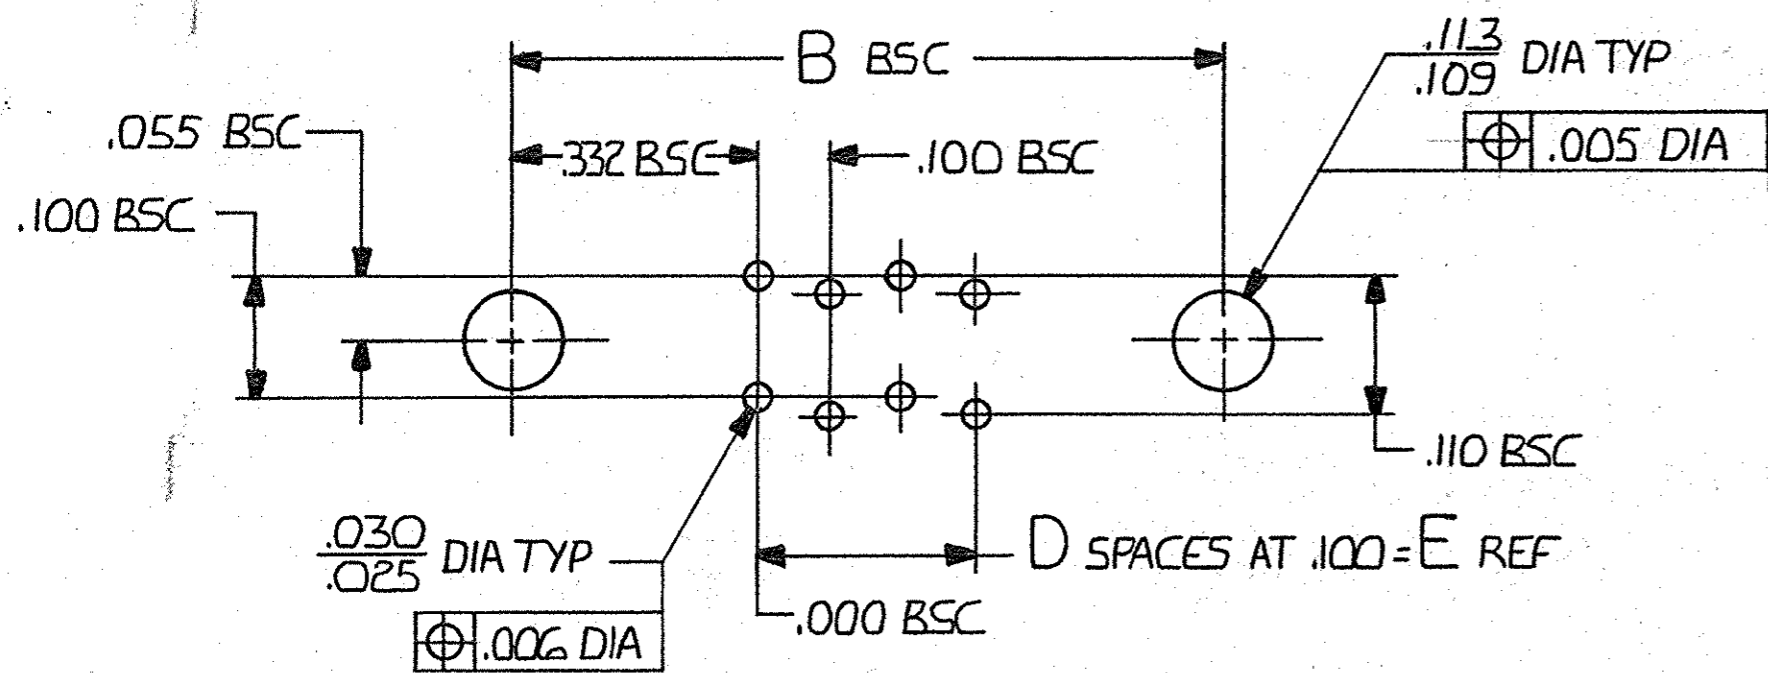 B BSC
.113
.109 DIA TYP
⌖ .005 DIA
.055 BSC
.332 BSC
.100 BSC
.100 BSC
.110 BSC
.030
.025 DIA TYP
⌖ .006 DIA
D SPACES AT .100 = E REF
.000 BSC